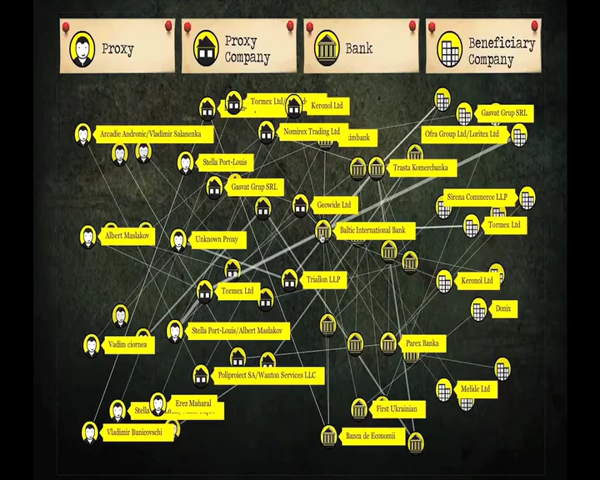 Proxy
Proxy
Company
Bank
Beneficiary
Company
Tormex Ltd
Keronol Ltd
Gasvat Grup SRL
Arcadie Andronic/Vladimir Salanenka
Nomirex Trading Ltd
Ofira Group Ltd/Loritex Ltd
Stella Port-Louis
Trasta Komercbanka
Gasvat Grup SRL
Geowide Ltd
Sirena Commerce LLP
Albert Maslakov
Unknown Proxy
Baltic International Bank
Tormex Ltd
Triallon LLP
Keronol Ltd
Tormex Ltd
Donix
Stella Port-Louis/Albert Maslakov
Vadim ciornea
Parex Banka
Poliproject SA/Wanton Services LLC
Melide Ltd
Erez Maharal
Stella
First Ukrainian
Vladimir Banicovschi
Banca de Economii